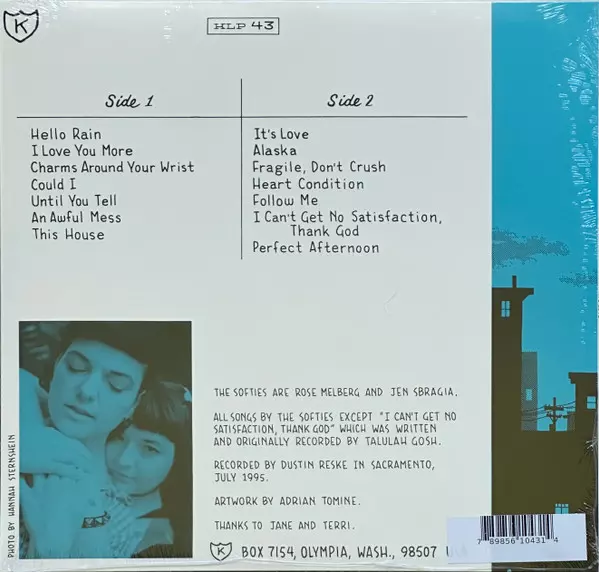 K
HLP 43
Side 1
Hello Rain
I Love You More
Charms Around Your Wrist
Could I
Until You Tell
An Awful Mess
This House
Side 2
It's Love
Alaska
Fragile, Don't Crush
Heart Condition
Follow Me
I Can't Get No Satisfaction,
Thank God
Perfect Afternoon
PHOTO BY HANNAH STERNSHEIN
THE SOFTIES ARE ROSE MELBERG AND JEN SBRAGIA.
ALL SONGS BY THE SOFTIES EXCEPT "I CAN'T GET NO
SATISFACTION, THANK GOD" WHICH WAS WRITTEN
AND ORIGINALLY RECORDED BY TALULAH GOSH.
RECORDED BY DUSTIN RESKE IN SACRAMENTO,
JULY 1995.
ARTWORK BY ADRIAN TOMINE.
THANKS TO JANE AND TERRI.
K BOX 7154, OLYMPIA, WASH., 98507
7 89856 10431 4